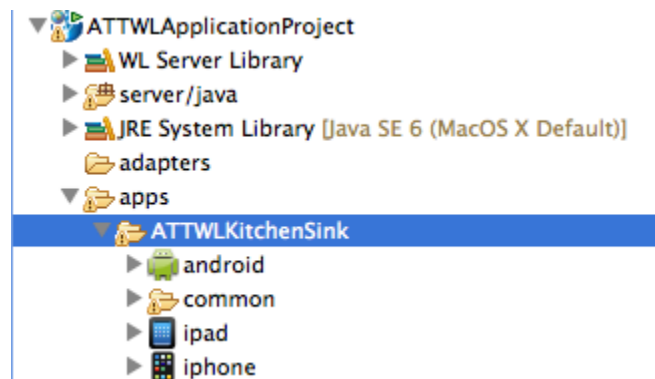 ATTWLApplicationProject
WL Server Library
server/java
JRE System Library [Java SE 6 (MacOS X Default)]
adapters
apps
ATTWLKitchenSink
android
common
ipad
iphone